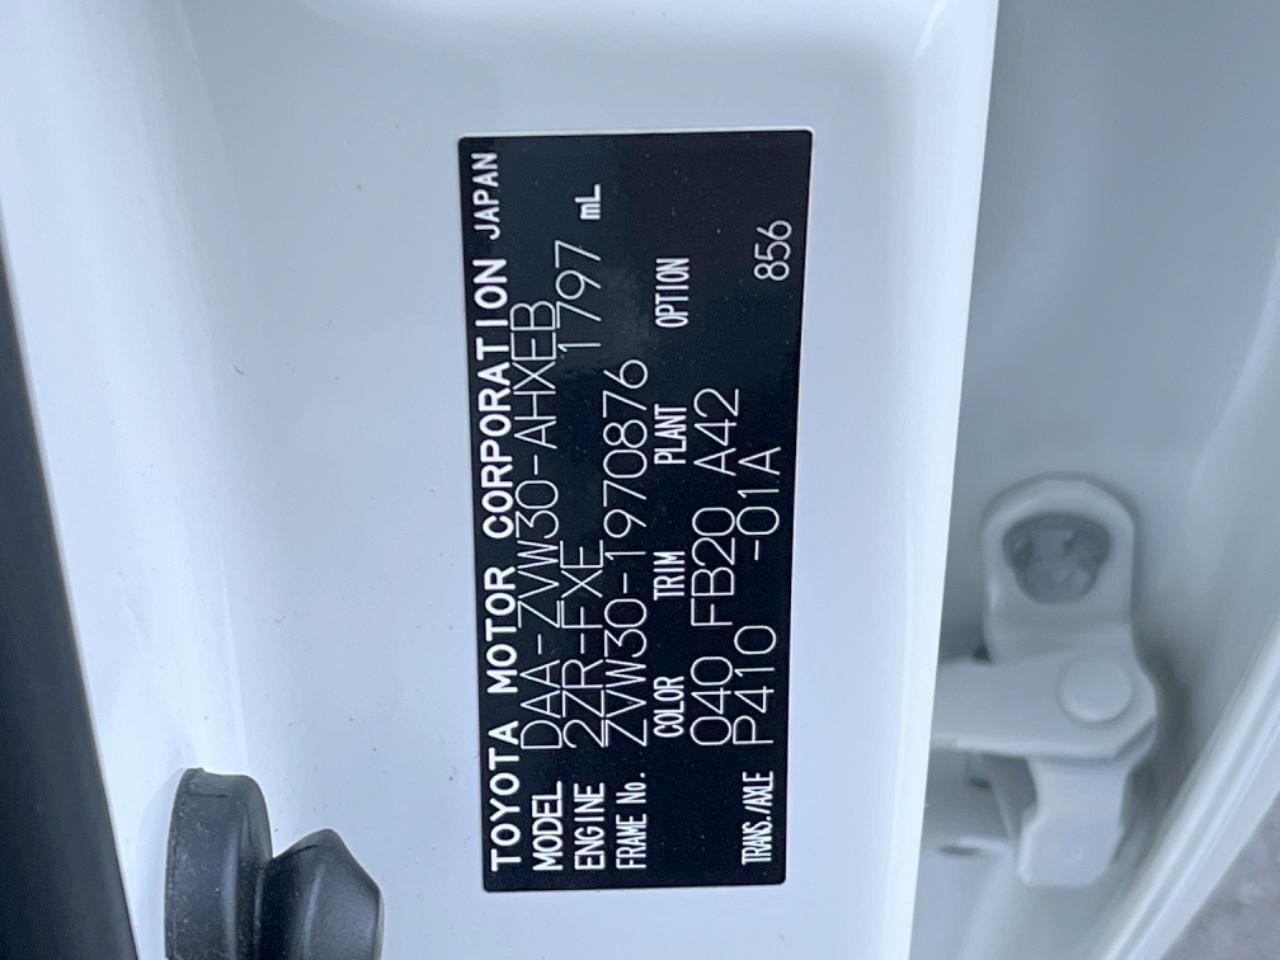 TOYOTA MOTOR CORPORATION JAPAN
MODEL DAA-ZVW30-AHXEB
ENGINE 2ZR-FXE 1797 mL
FRAME No. ZVW30-1970876
COLOR TRIM PLANT OPTION
040 FB20 A42
TRANS./AXLE P410 -01A 856